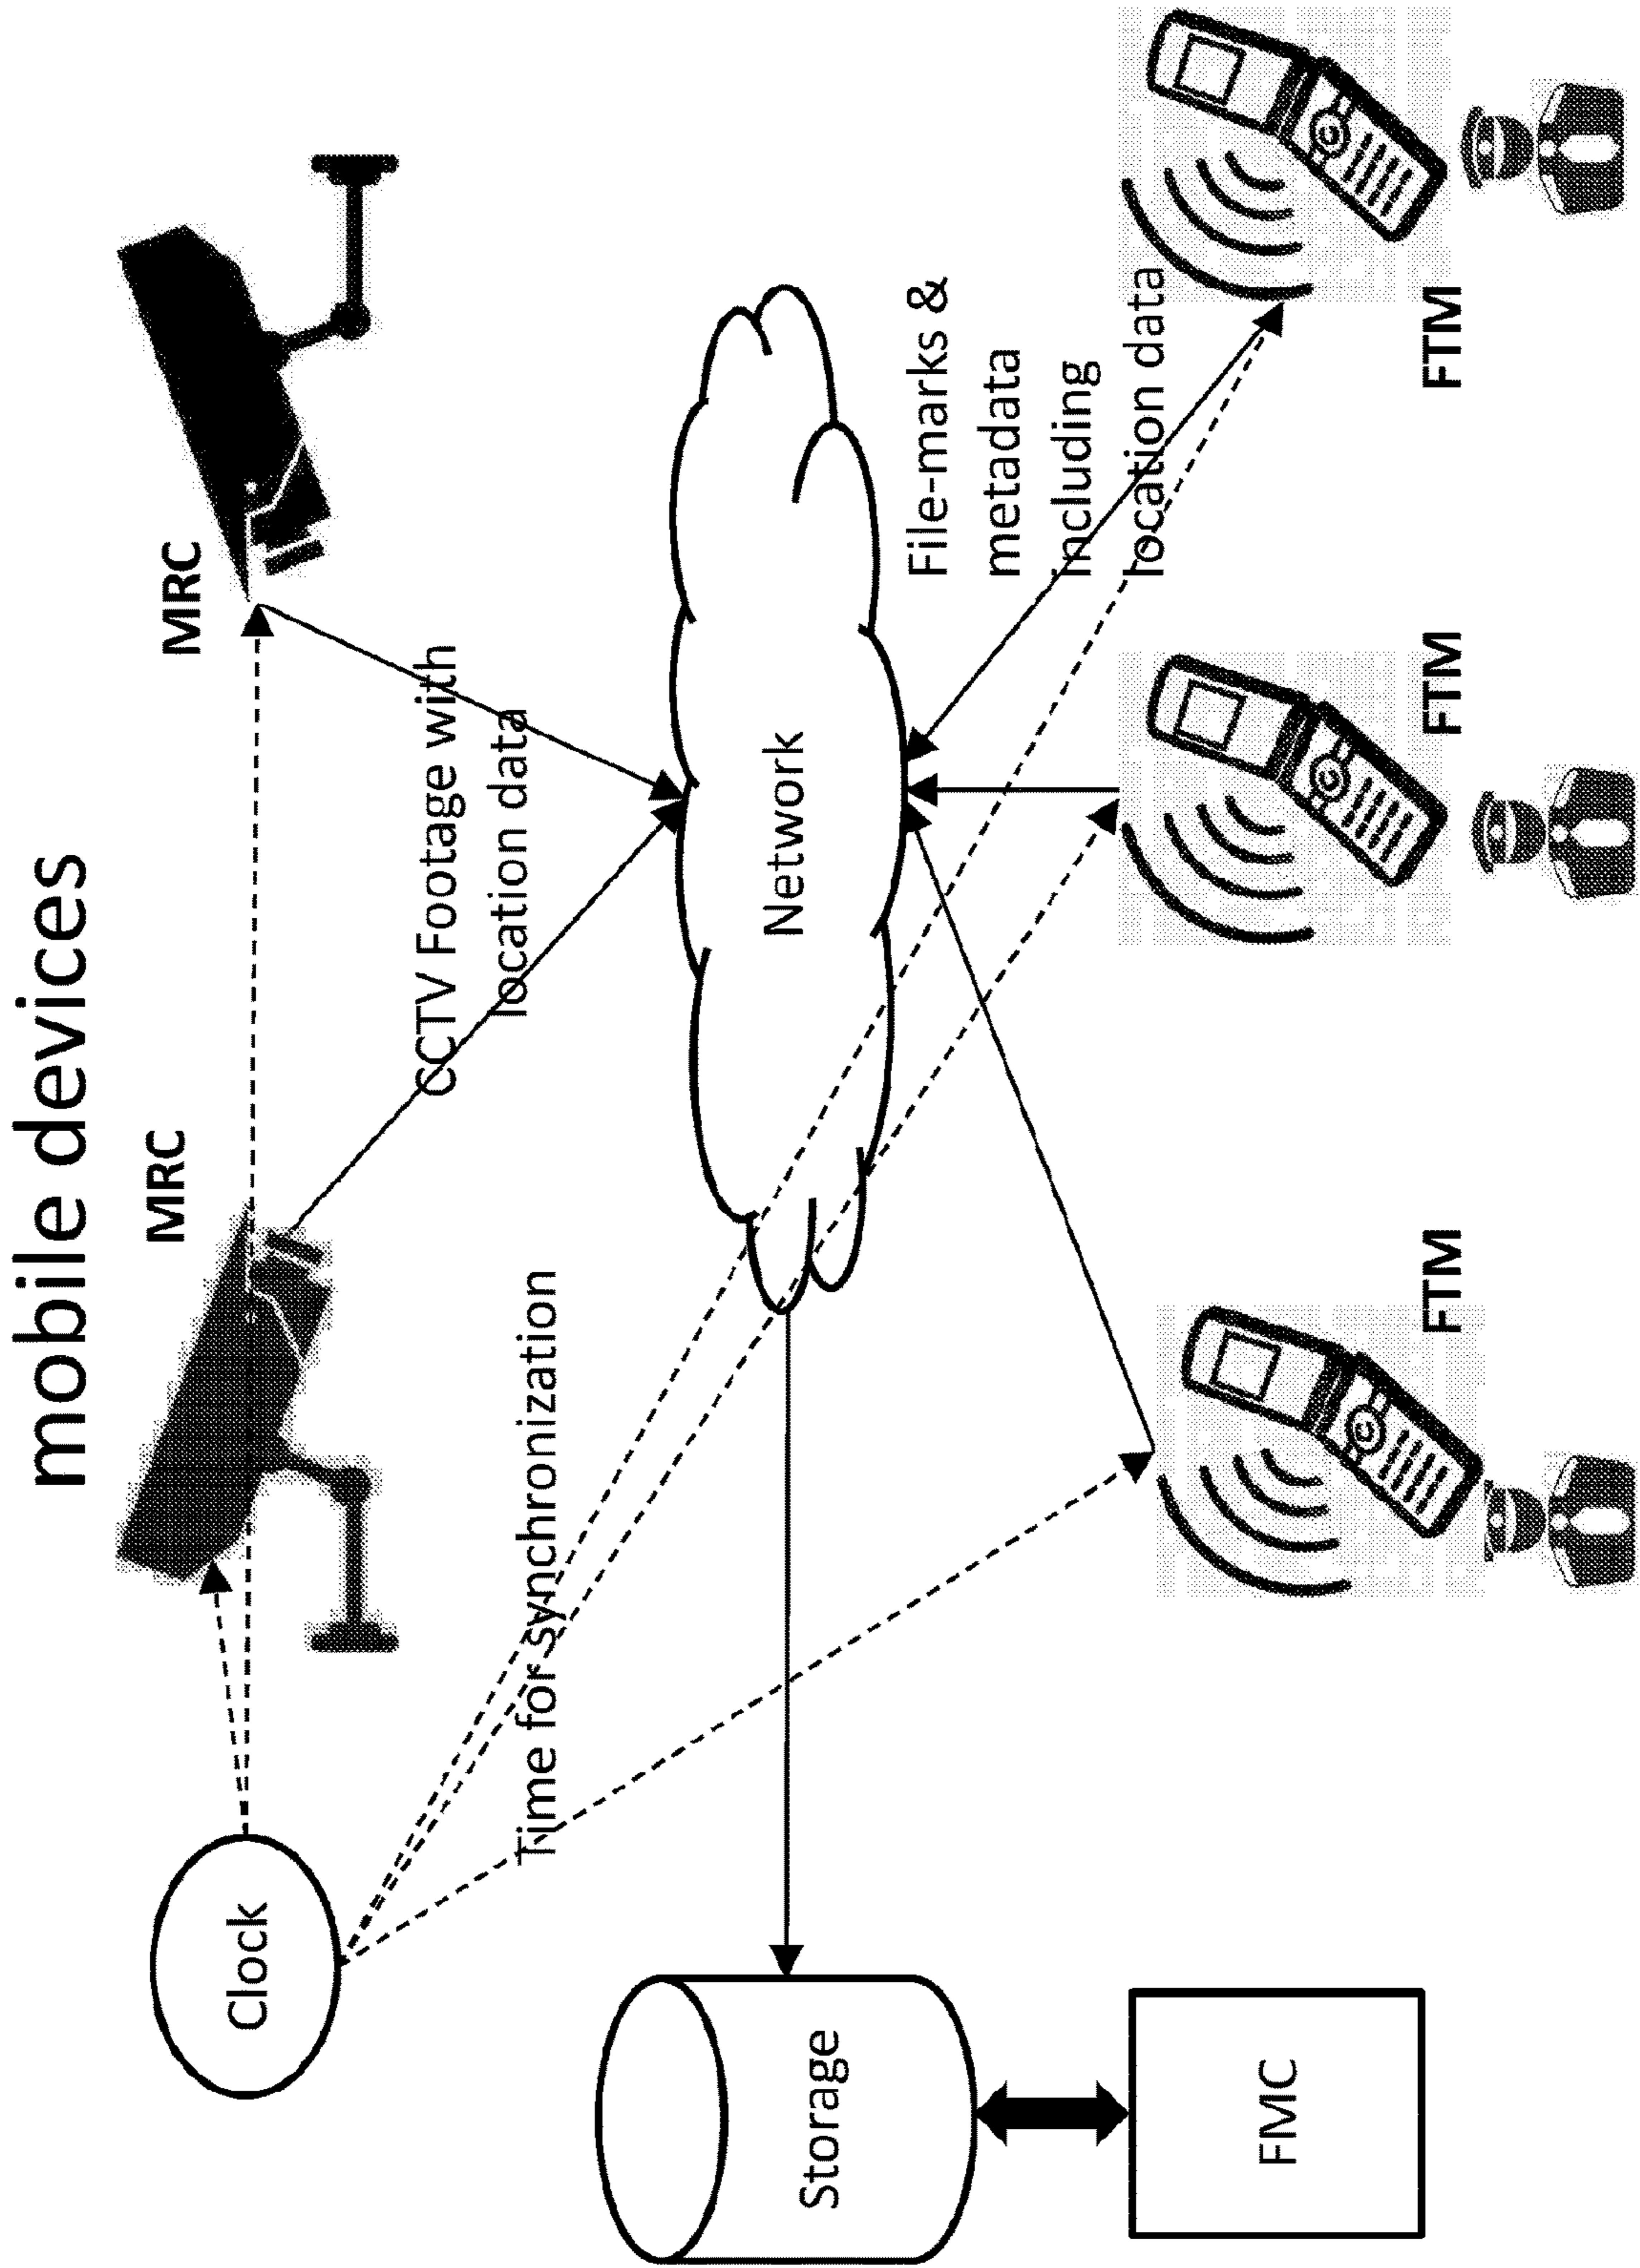 mobile devices
MRC
MRC
Clock
CCTV Footage with
location data
Time for synchronization
Network
Storage
File-marks &
metadata
including
location data
FMC
FTM
FTM
FTM